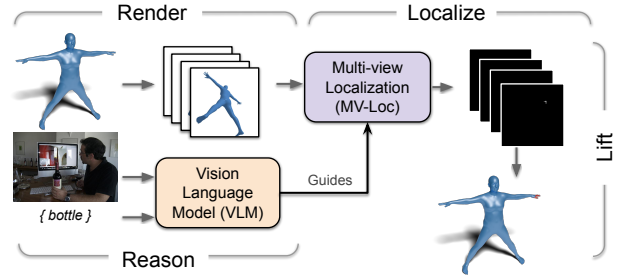 Render
Localize
Multi-view
Localization
(MV-Loc)
Lift
Vision
Language
Model (VLM)
Guides
{ bottle }
Reason